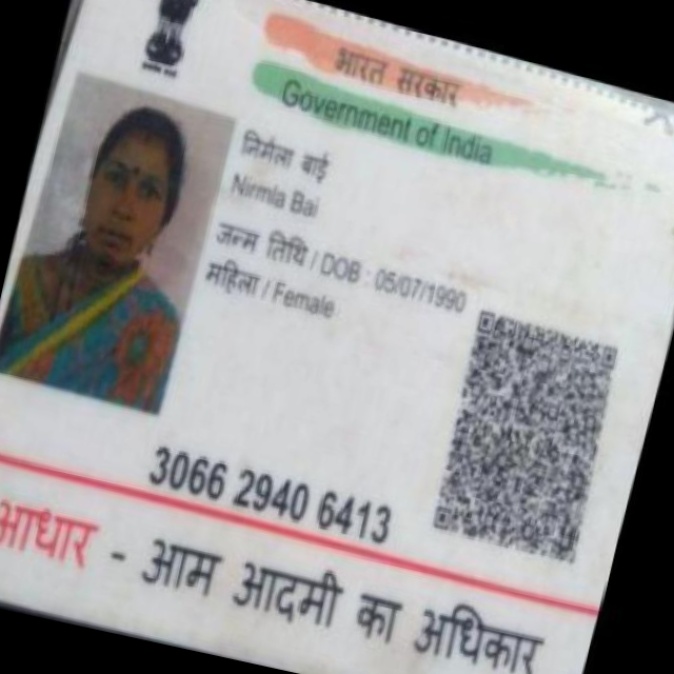 भारत सरकार
Government of India
निर्मला बाई
Nirmla Bai
जन्म तिथि / DOB : 05/07/1990
महिला / Female
3066 2940 6413
आधार - आम आदमी का अधिकार